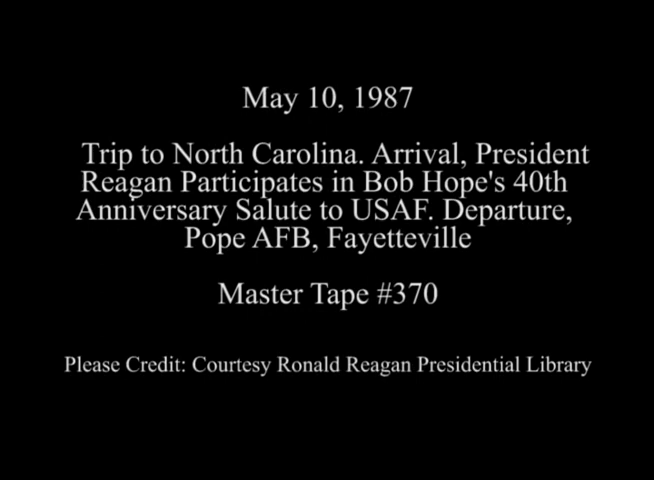 May 10, 1987
Trip to North Carolina. Arrival, President
Reagan Participates in Bob Hope's 40th
Anniversary Salute to USAF. Departure,
Pope AFB, Fayetteville
Master Tape #370
Please Credit: Courtesy Ronald Reagan Presidential Library